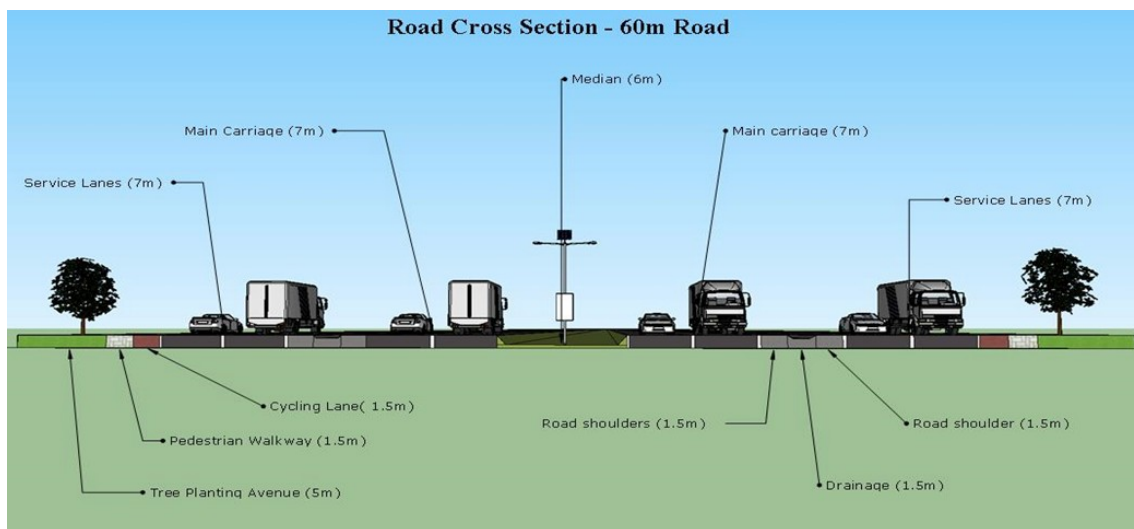 Road Cross Section - 60m Road
Median (6m)
Main Carriage (7m)
Main carriage (7m)
Service Lanes (7m)
Service Lanes (7m)
Cycling Lane( 1.5m)
Road shoulders (1.5m)
Road shoulder (1.5m)
Pedestrian Walkway (1.5m)
Tree Planting Avenue (5m)
Drainage (1.5m)